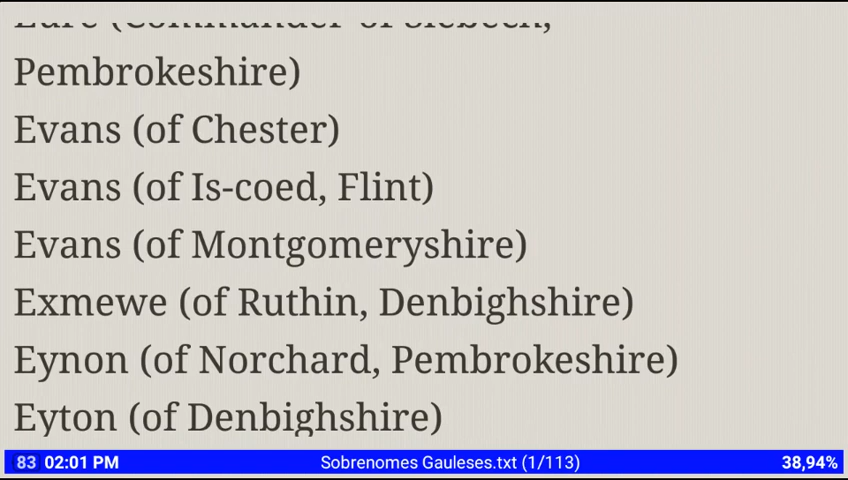 Pembrokeshire)
Evans (of Chester)
Evans (of Is-coed, Flint)
Evans (of Montgomeryshire)
Exmewe (of Ruthin, Denbighshire)
Eynon (of Norchard, Pembrokeshire)
Eyton (of Denbighshire)
83 02:01 PM Sobrenomes Gauleses.txt (1/113) 38,94%